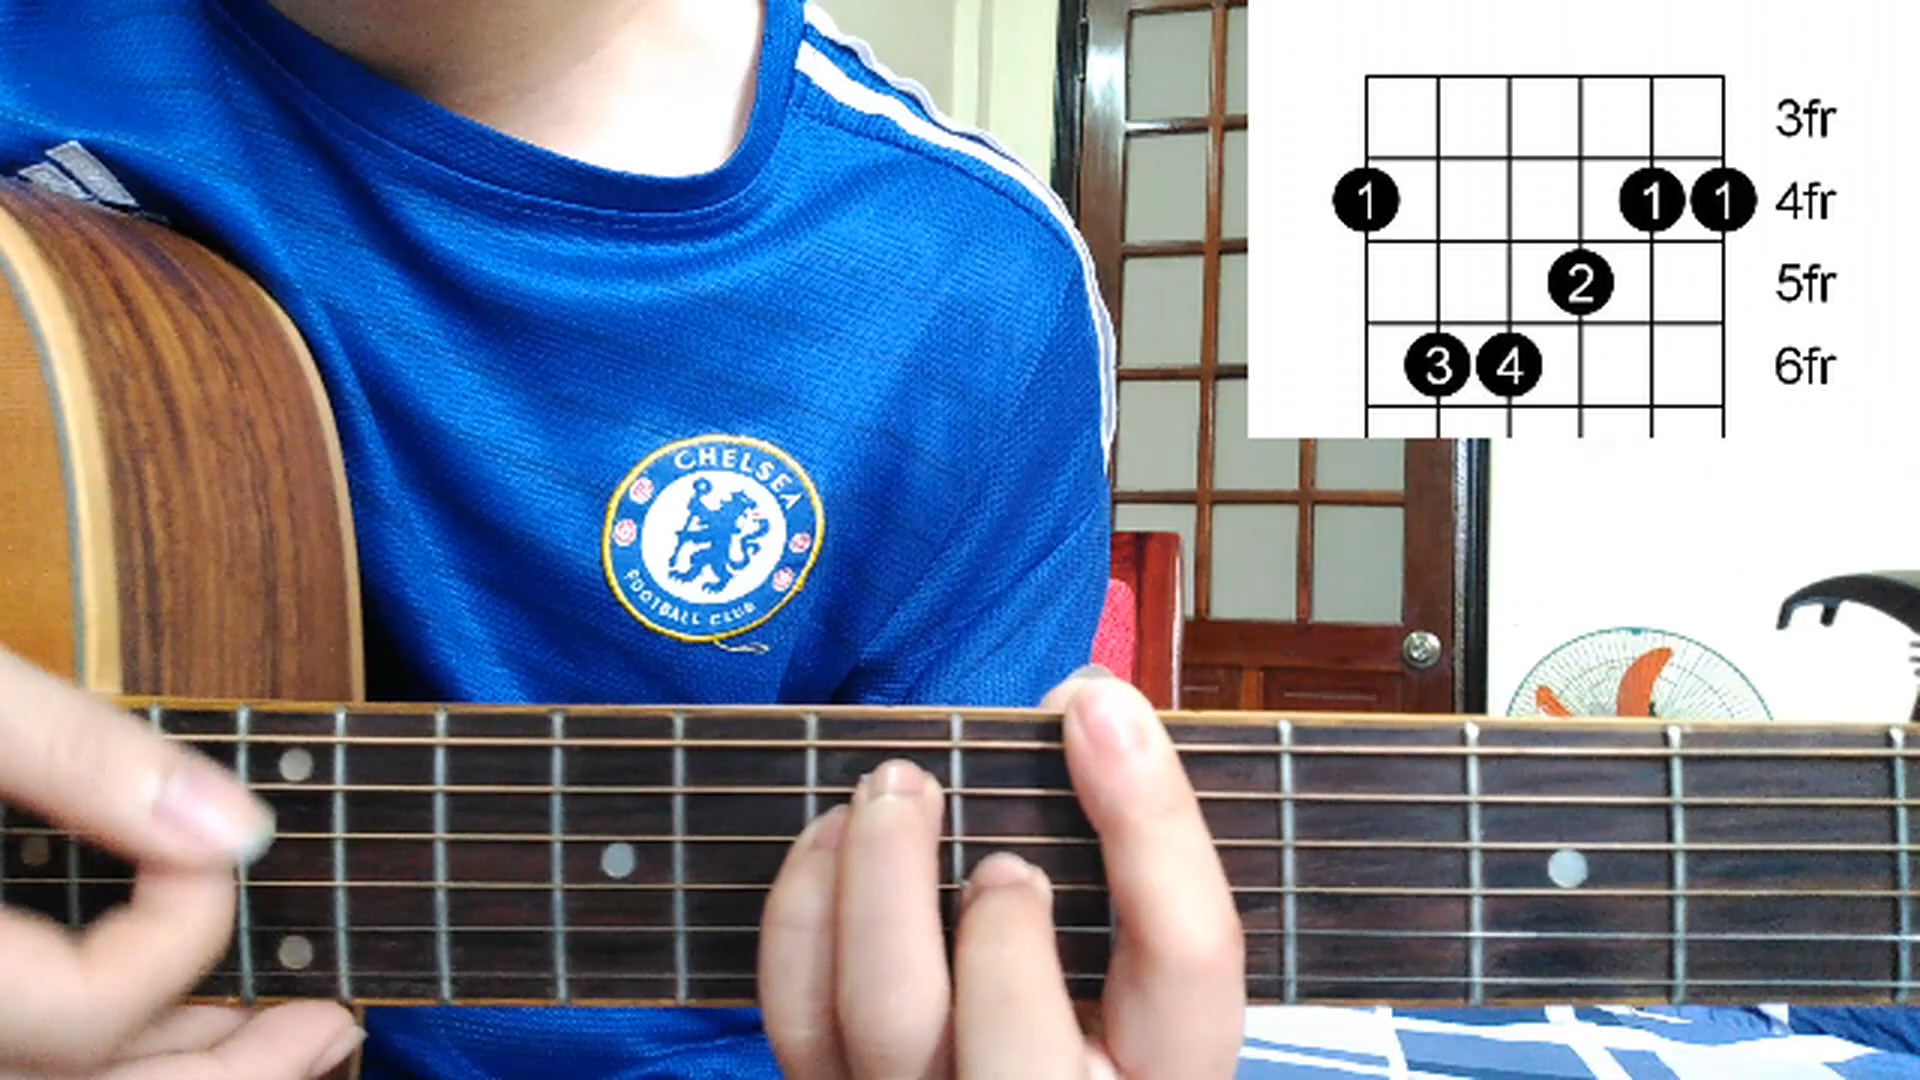 3fr
1 1 1 4fr
2 5fr
3 4 6fr
CHELSEA
FOOTBALL CLUB